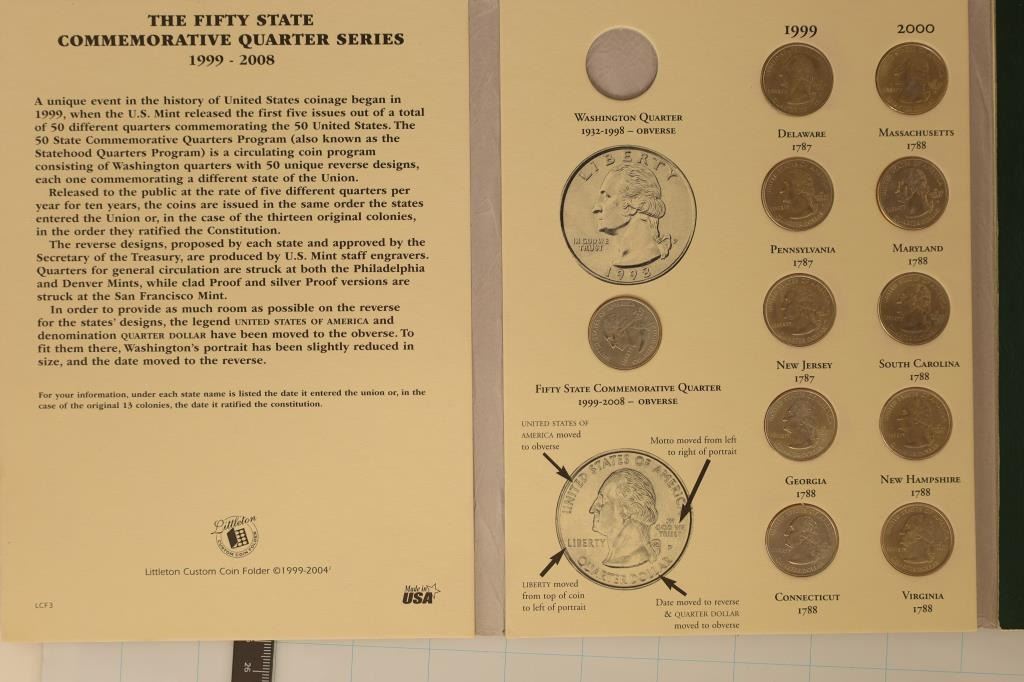 THE FIFTY STATE
COMMEMORATIVE QUARTER SERIES
1999 - 2008
A unique event in the history of United States coinage began in
1999, when the U.S. Mint released the first five issues out of a total
of 50 different quarters commemorating the 50 United States. The
50 State Commemorative Quarters Program (also known as the
Statehood Quarters Program) is a circulating coin program
consisting of Washington quarters with 50 unique reverse designs,
each one commemorating a different state of the Union.
Released to the public at the rate of five different quarters per
year for ten years, the coins are issued in the same order the states
entered the Union or, in the case of the thirteen original colonies,
in the order they ratified the Constitution.
The reverse designs, proposed by each state and approved by the
Secretary of the Treasury, are produced by U.S. Mint staff engravers.
Quarters for general circulation are struck at both the Philadelphia
and Denver Mints, while clad Proof and silver Proof versions are
struck at the San Francisco Mint.
In order to provide as much room as possible on the reverse
for the states' designs, the legend UNITED STATES OF AMERICA and
denomination QUARTER DOLLAR have been moved to the obverse. To
fit them there, Washington's portrait has been slightly reduced in
size, and the date moved to the reverse.
For your information, under each state name is listed the date it entered the union or, in the
case of the original 13 colonies, the date it ratified the constitution.
Littleton
CUSTOM COIN FOLDER
Littleton Custom Coin Folder ©1999-2004
LCF3
Made in
USA
WASHINGTON QUARTER
1932-1998 – OBVERSE
LIBERTY
IN GOD WE
TRUST
P
1998
FIFTY STATE COMMEMORATIVE QUARTER
1999-2008 – OBVERSE
UNITED STATES OF
AMERICA moved
to obverse
Motto moved from left
to right of portrait
UNITED STATES OF AMERICA
LIBERTY
IN
GOD WE
TRUST
P
QUARTER DOLLAR
LIBERTY moved
from top of coin
to left of portrait
Date moved to reverse
& QUARTER DOLLAR
moved to obverse
1999
DELAWARE
1787
PENNSYLVANIA
1787
NEW JERSEY
1787
GEORGIA
1788
CONNECTICUT
1788
2000
MASSACHUSETTS
1788
MARYLAND
1788
SOUTH CAROLINA
1788
NEW HAMPSHIRE
1788
VIRGINIA
1788
26